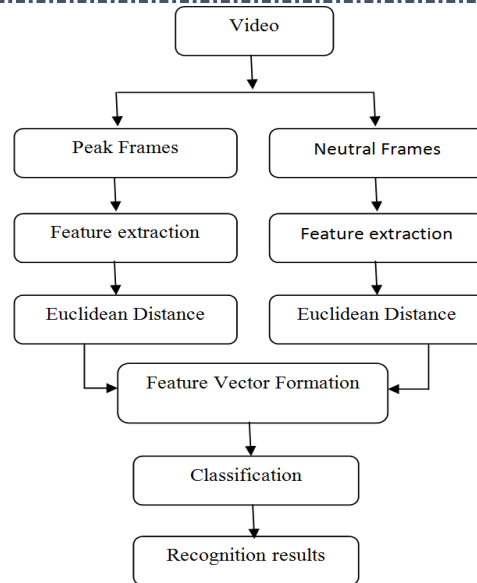 Video
Peak Frames
Neutral Frames
Feature extraction
Feature extraction
Euclidean Distance
Euclidean Distance
Feature Vector Formation
Classification
Recognition results